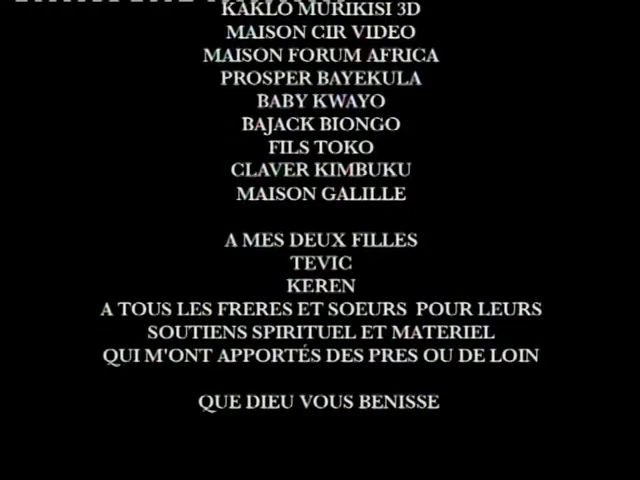 KAKLO MURIKISI 3D
MAISON CIR VIDEO
MAISON FORUM AFRICA
PROSPER BAYEKULA
BABY KWAYO
BAJACK BIONGO
FILS TOKO
CLAVER KIMBUKU
MAISON GALILLE
A MES DEUX FILLES
TEVIC
KEREN
A TOUS LES FRERES ET SOEURS POUR LEURS
SOUTIENS SPIRITUEL ET MATERIEL
QUI M'ONT APPORTÉS DES PRES OU DE LOIN
QUE DIEU VOUS BENISSE